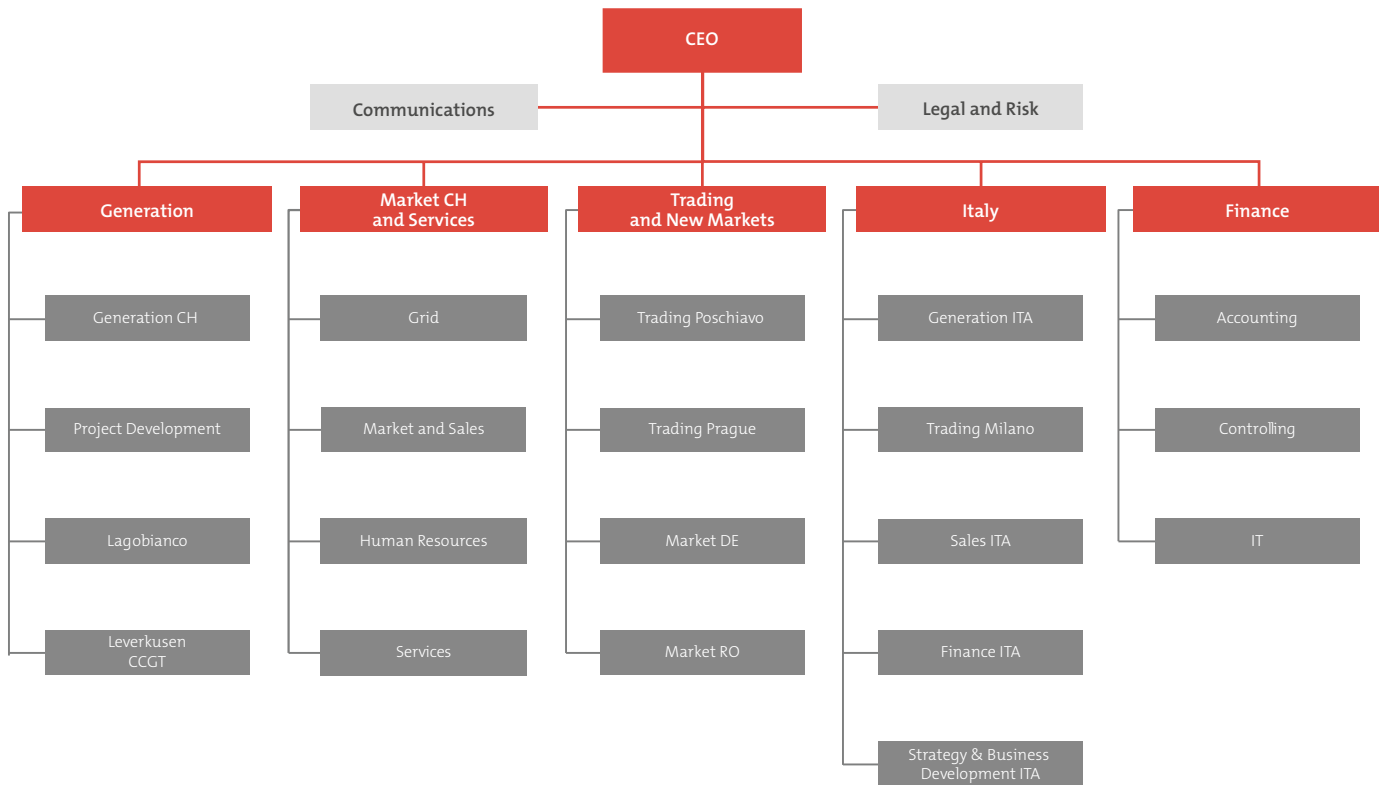 CEO
Communications
Legal and Risk
Generation
Market CH
and Services
Trading
and New Markets
Italy
Finance
Generation CH
Grid
Trading Poschiavo
Generation ITA
Accounting
Project Development
Market and Sales
Trading Prague
Trading Milano
Controlling
Lagobianco
Human Resources
Market DE
Sales ITA
IT
Leverkusen
CCGT
Services
Market RO
Finance ITA
Strategy & Business
Development ITA